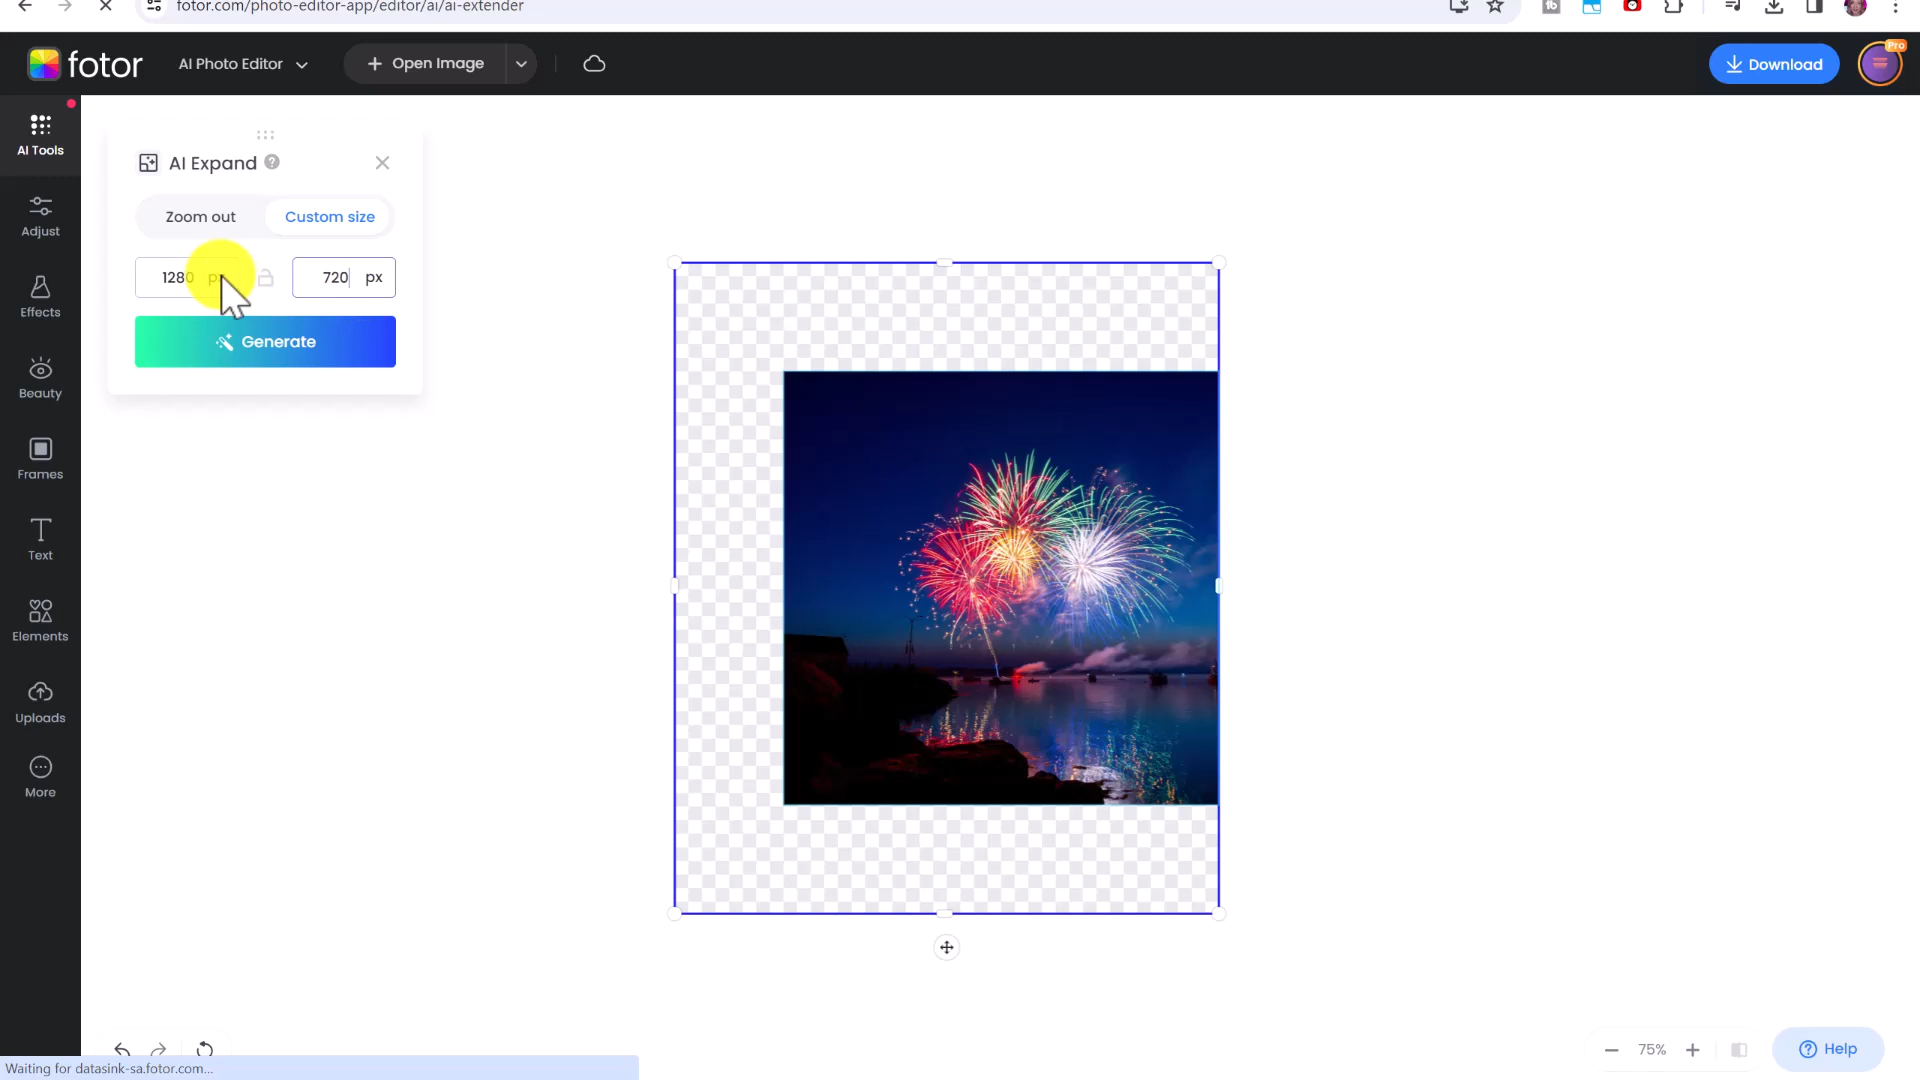 fotor.com/photo-editor-app/editor/ai/ai-extender
fotor
AI Photo Editor
Open Image
Download
Pro
AI Tools
AI Expand
Zoom out
Custom size
1280 px
720 px
Generate
Adjust
Effects
Beauty
Frames
Text
Elements
Uploads
More
75%
Help
Waiting for datasink-sa.fotor.com...